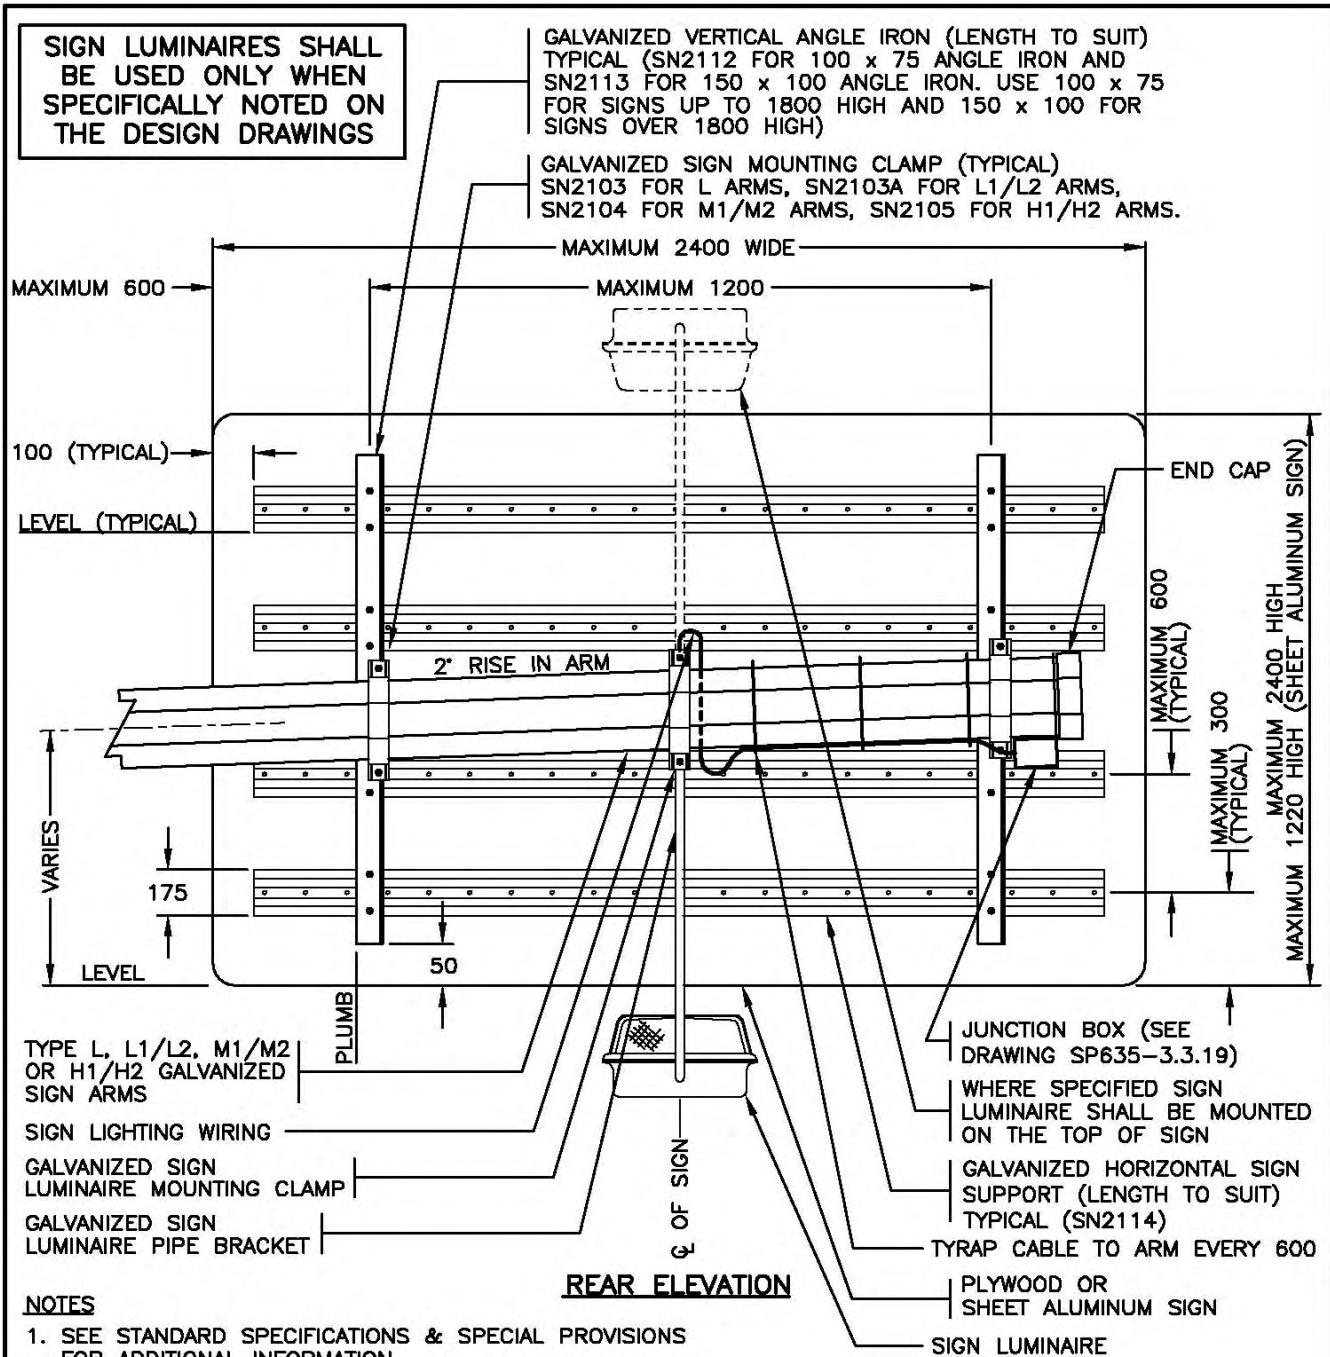 SIGN LUMINAIRES SHALL
BE USED ONLY WHEN
SPECIFICALLY NOTED ON
THE DESIGN DRAWINGS
GALVANIZED VERTICAL ANGLE IRON (LENGTH TO SUIT)
TYPICAL (SN2112 FOR 100 x 75 ANGLE IRON AND
SN2113 FOR 150 x 100 ANGLE IRON. USE 100 x 75
FOR SIGNS UP TO 1800 HIGH AND 150 x 100 FOR
SIGNS OVER 1800 HIGH)
GALVANIZED SIGN MOUNTING CLAMP (TYPICAL)
SN2103 FOR L ARMS, SN2103A FOR L1/L2 ARMS,
SN2104 FOR M1/M2 ARMS, SN2105 FOR H1/H2 ARMS.
MAXIMUM 2400 WIDE
MAXIMUM 600
MAXIMUM 1200
100 (TYPICAL)
END CAP
LEVEL (TYPICAL)
2° RISE IN ARM
MAXIMUM 600
(TYPICAL)
MAXIMUM 300
(TYPICAL)
MAXIMUM 2400 HIGH
MAXIMUM 1220 HIGH (SHEET ALUMINUM SIGN)
VARIES
175
50
LEVEL
PLUMB
TYPE L, L1/L2, M1/M2
OR H1/H2 GALVANIZED
SIGN ARMS
SIGN LIGHTING WIRING
GALVANIZED SIGN
LUMINAIRE MOUNTING CLAMP
GALVANIZED SIGN
LUMINAIRE PIPE BRACKET
℄ OF SIGN
JUNCTION BOX (SEE
DRAWING SP635-3.3.19)
WHERE SPECIFIED SIGN
LUMINAIRE SHALL BE MOUNTED
ON THE TOP OF SIGN
GALVANIZED HORIZONTAL SIGN
SUPPORT (LENGTH TO SUIT)
TYPICAL (SN2114)
TYRAP CABLE TO ARM EVERY 600
PLYWOOD OR
SHEET ALUMINUM SIGN
SIGN LUMINAIRE
REAR ELEVATION
NOTES
1. SEE STANDARD SPECIFICATIONS & SPECIAL PROVISIONS
FOR ADDITIONAL INFORMATION